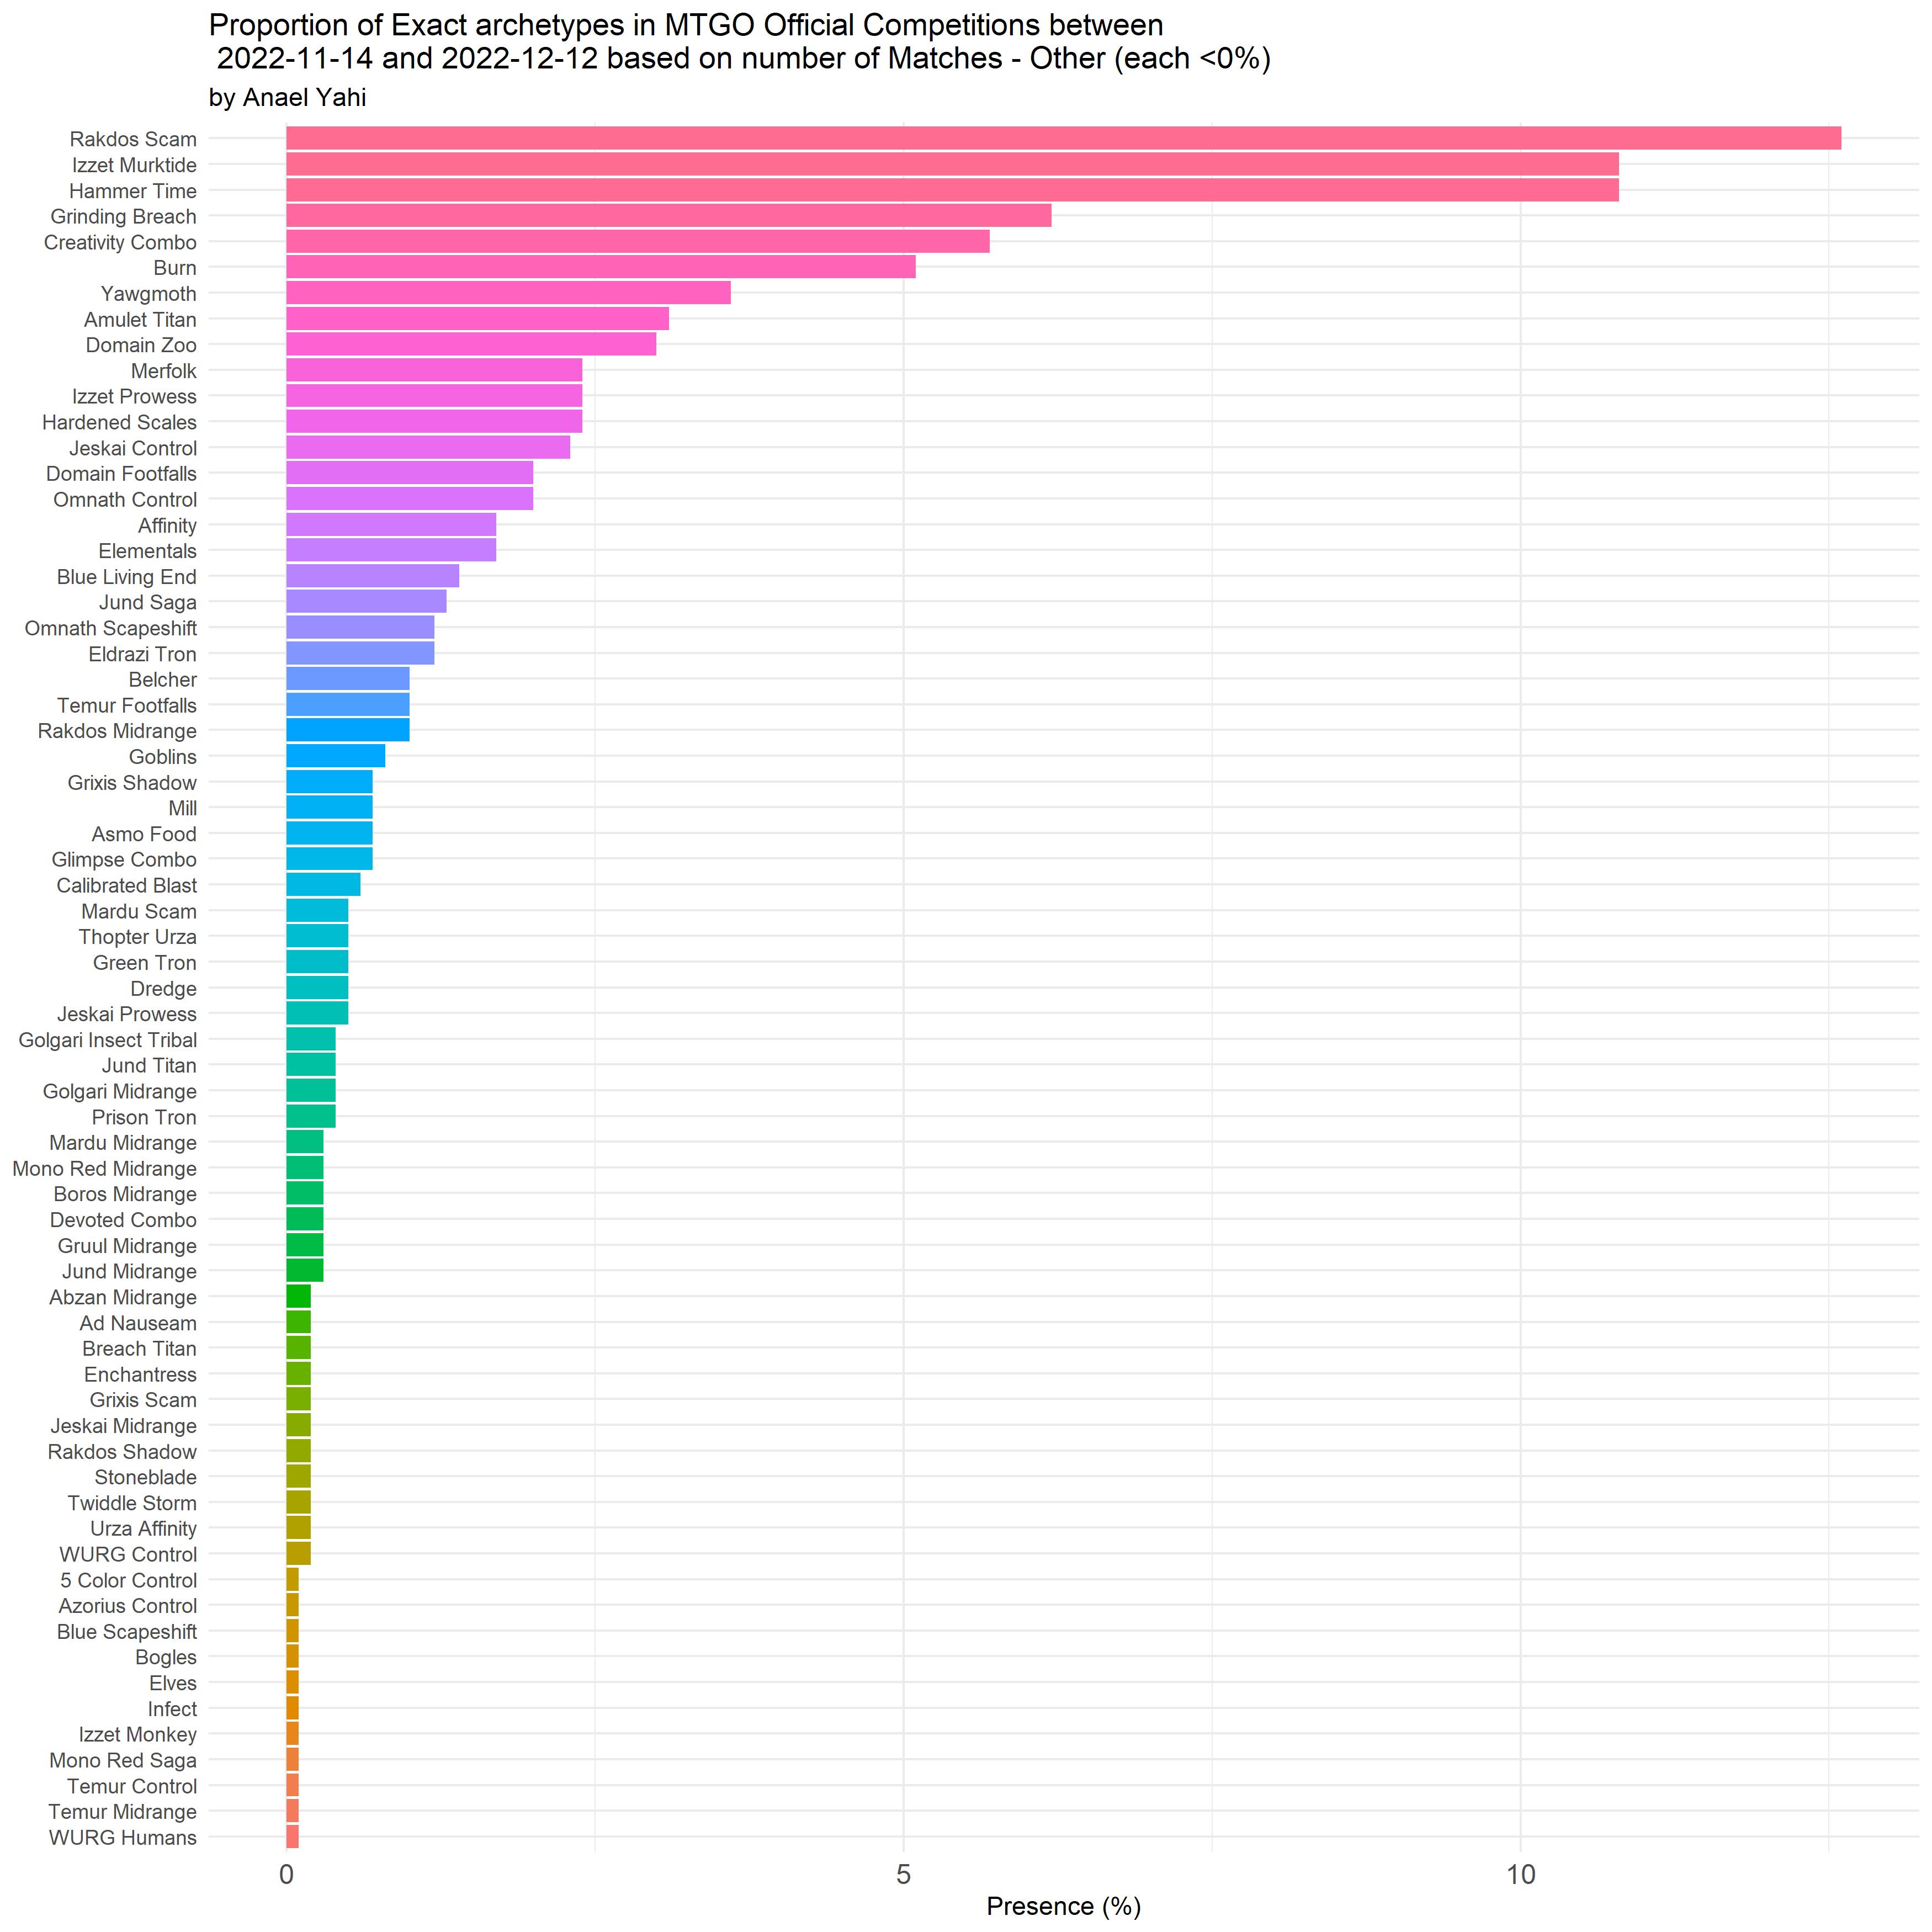 Proportion of Exact archetypes in MTGO Official Competitions between
2022-11-14 and 2022-12-12 based on number of Matches - Other (each <0%)
by Anael Yahi
Rakdos Scam
Izzet Murktide
Hammer Time
Grinding Breach
Creativity Combo
Burn
Yawgmoth
Amulet Titan
Domain Zoo
Merfolk
Izzet Prowess
Hardened Scales
Jeskai Control
Domain Footfalls
Omnath Control
Affinity
Elementals
Blue Living End
Jund Saga
Omnath Scapeshift
Eldrazi Tron
Belcher
Temur Footfalls
Rakdos Midrange
Goblins
Grixis Shadow
Mill
Asmo Food
Glimpse Combo
Calibrated Blast
Mardu Scam
Thopter Urza
Green Tron
Dredge
Jeskai Prowess
Golgari Insect Tribal
Jund Titan
Golgari Midrange
Prison Tron
Mardu Midrange
Mono Red Midrange
Boros Midrange
Devoted Combo
Gruul Midrange
Jund Midrange
Abzan Midrange
Ad Nauseam
Breach Titan
Enchantress
Grixis Scam
Jeskai Midrange
Rakdos Shadow
Stoneblade
Twiddle Storm
Urza Affinity
WURG Control
5 Color Control
Azorius Control
Blue Scapeshift
Bogles
Elves
Infect
Izzet Monkey
Mono Red Saga
Temur Control
Temur Midrange
WURG Humans
0 5 10
Presence (%)